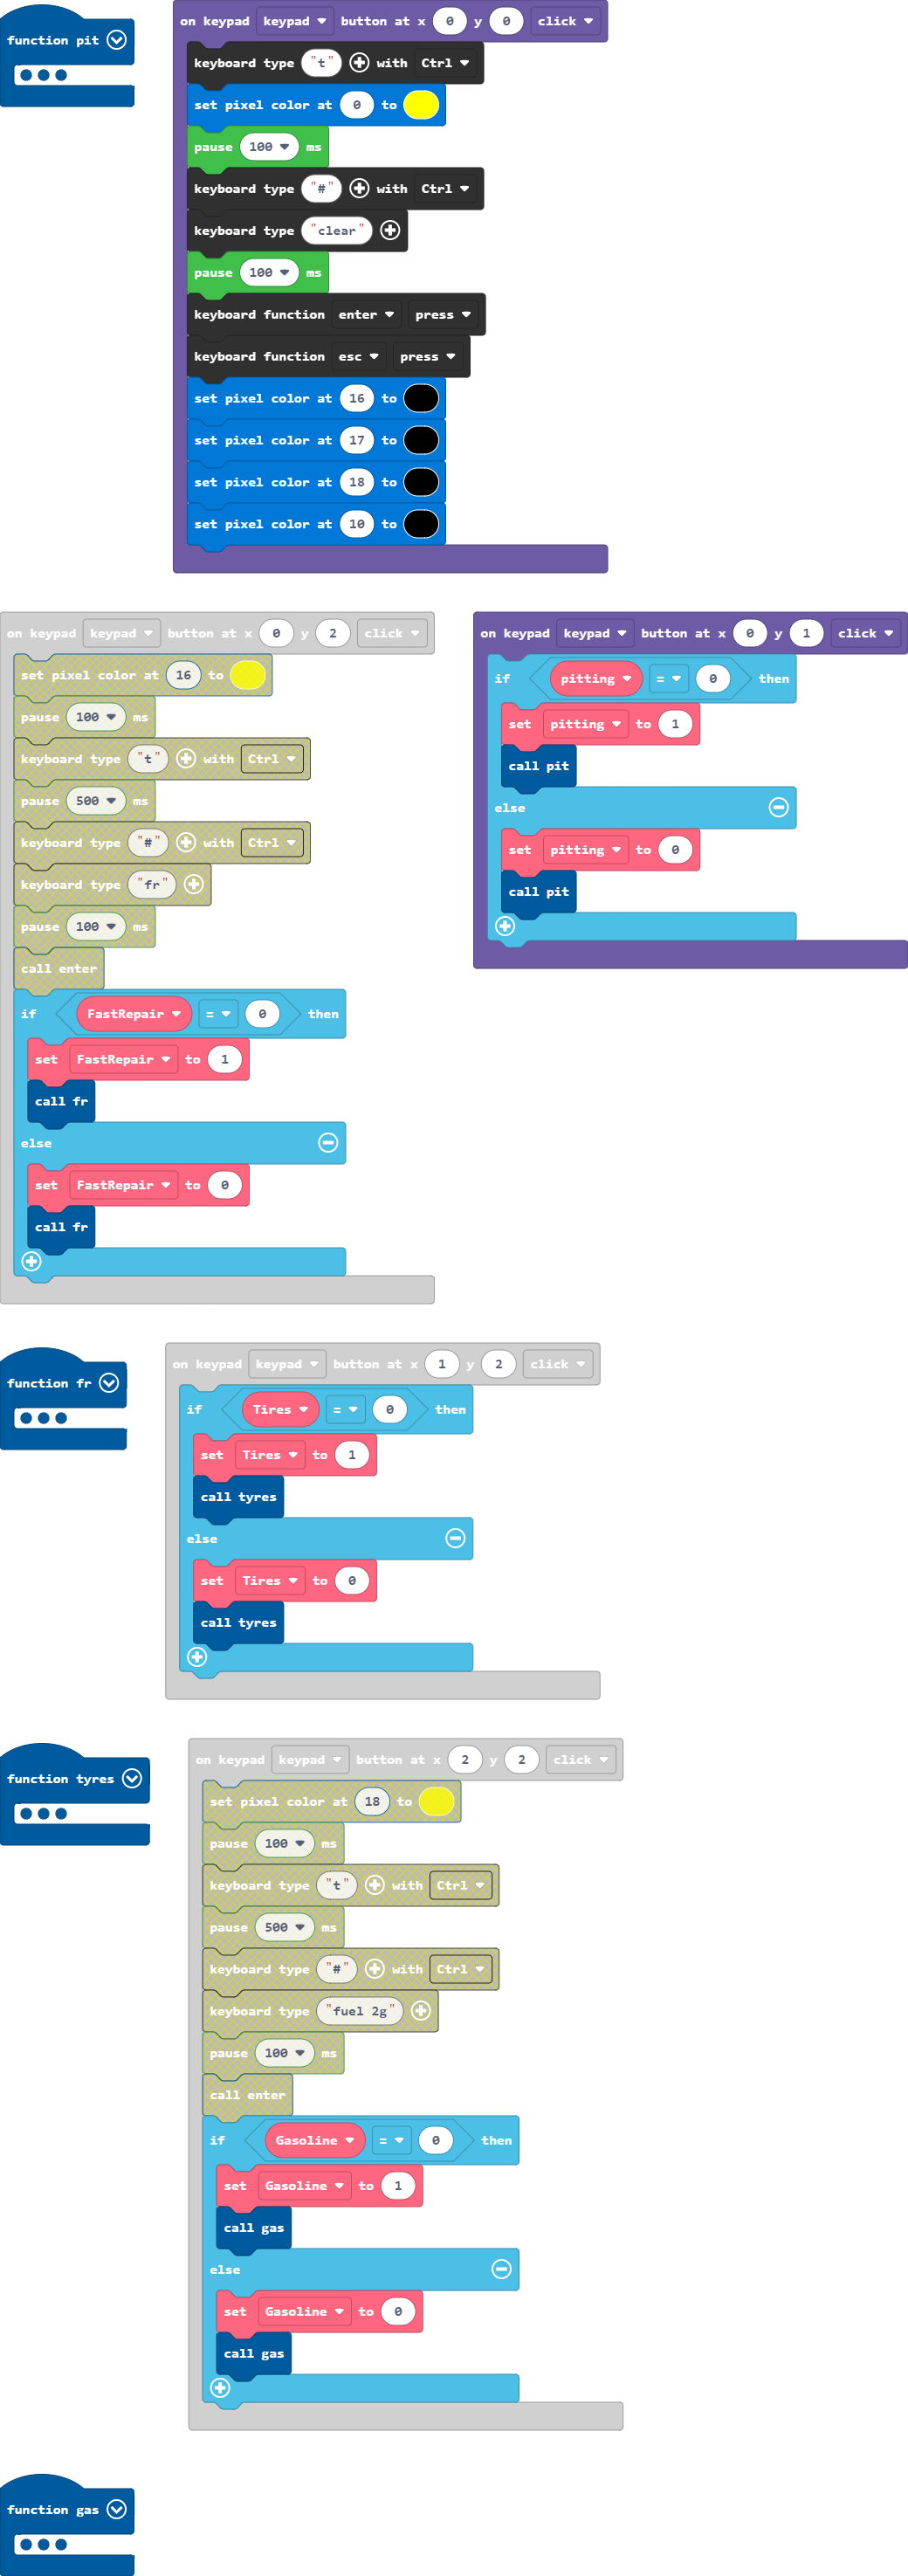 function pit
on keypad keypad button at x 0 y 0 click
keyboard type "t" with Ctrl
set pixel color at 0 to
pause 100 ms
keyboard type "#" with Ctrl
keyboard type "clear"
pause 100 ms
keyboard function enter press
keyboard function esc press
set pixel color at 16 to
set pixel color at 17 to
set pixel color at 18 to
set pixel color at 10 to
on keypad keypad button at x 0 y 2 click
set pixel color at 16 to
pause 100 ms
keyboard type "t" with Ctrl
pause 500 ms
keyboard type "#" with Ctrl
keyboard type "fr"
pause 100 ms
call enter
if FastRepair = 0 then
set FastRepair to 1
call fr
else
set FastRepair to 0
call fr
on keypad keypad button at x 0 y 1 click
if pitting = 0 then
set pitting to 1
call pit
else
set pitting to 0
call pit
function fr
on keypad keypad button at x 1 y 2 click
if Tires = 0 then
set Tires to 1
call tyres
else
set Tires to 0
call tyres
function tyres
on keypad keypad button at x 2 y 2 click
set pixel color at 18 to
pause 100 ms
keyboard type "t" with Ctrl
pause 500 ms
keyboard type "#" with Ctrl
keyboard type "fuel 2g"
pause 100 ms
call enter
if Gasoline = 0 then
set Gasoline to 1
call gas
else
set Gasoline to 0
call gas
function gas